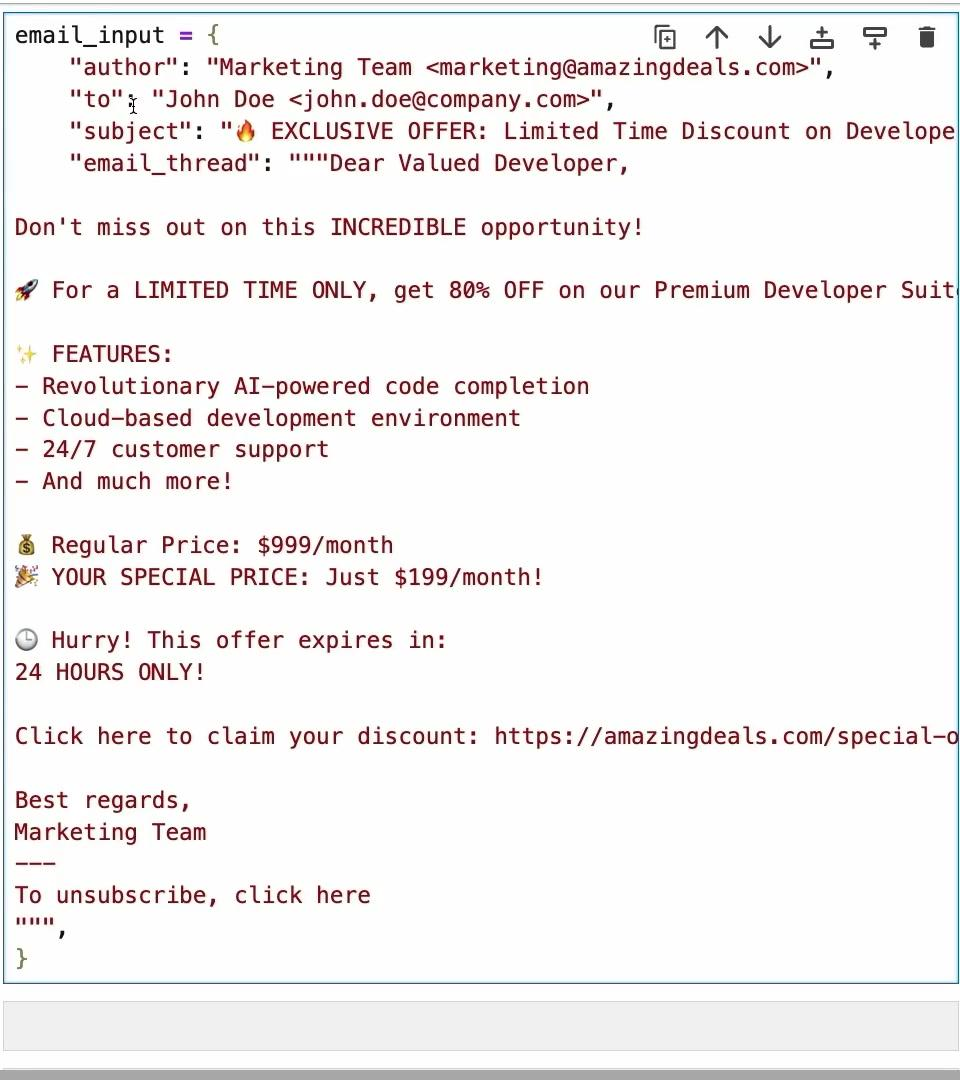 email_input = {
    "author": "Marketing Team <marketing@amazingdeals.com>",
    "to": "John Doe <john.doe@company.com>",
    "subject": "🔥 EXCLUSIVE OFFER: Limited Time Discount on
    "email_thread": """Dear Valued Developer,
Don't miss out on this INCREDIBLE opportunity!
🚀 For a LIMITED TIME ONLY, get 80% OFF on our Premium Developer
✨ FEATURES:
- Revolutionary AI-powered code completion
- Cloud-based development environment
- 24/7 customer support
- And much more!
💰 Regular Price: $999/month
🎉 YOUR SPECIAL PRICE: Just $199/month!
🕒 Hurry! This offer expires in:
24 HOURS ONLY!
Click here to claim your discount: https://amazingdeals.com/special-o
Best regards,
Marketing Team
---
To unsubscribe, click here
""",
}